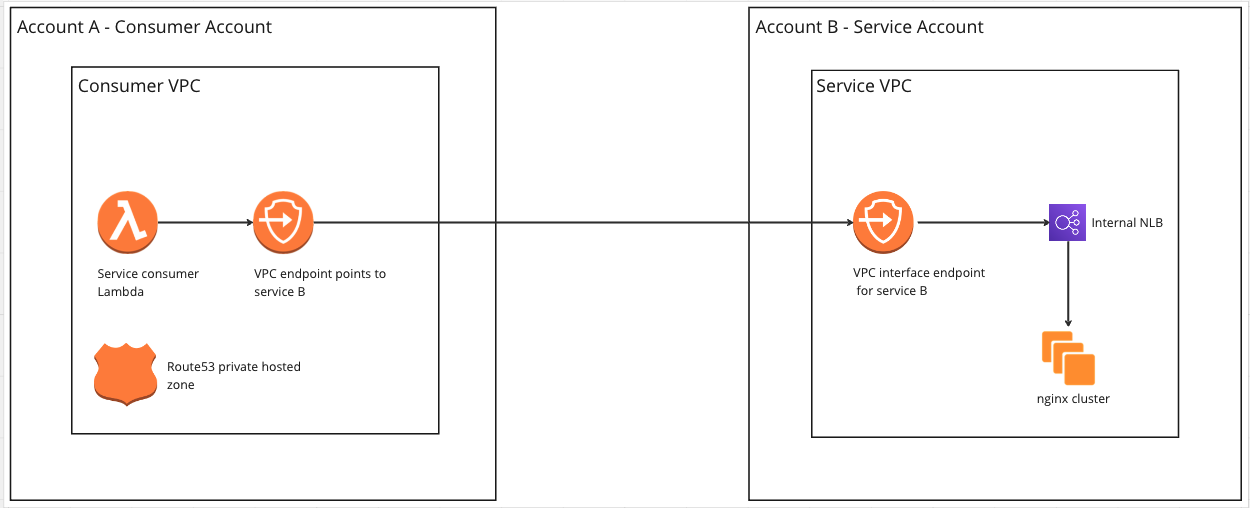 Account A - Consumer Account
Consumer VPC
Service consumer
Lambda
VPC endpoint points to
service B
Route53 private hosted
zone
Account B - Service Account
Service VPC
VPC interface endpoint
for service B
Internal NLB
nginx cluster